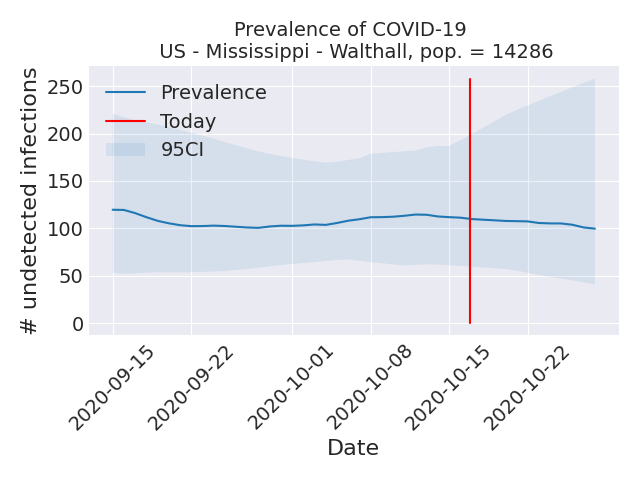 Prevalence of COVID-19
US - Mississippi - Walthall, pop. = 14286
# undetected infections
250
200
150
100
50
0
Prevalence
Today
95CI
2020-09-15
2020-09-22
2020-10-01
2020-10-08
2020-10-15
2020-10-22
Date